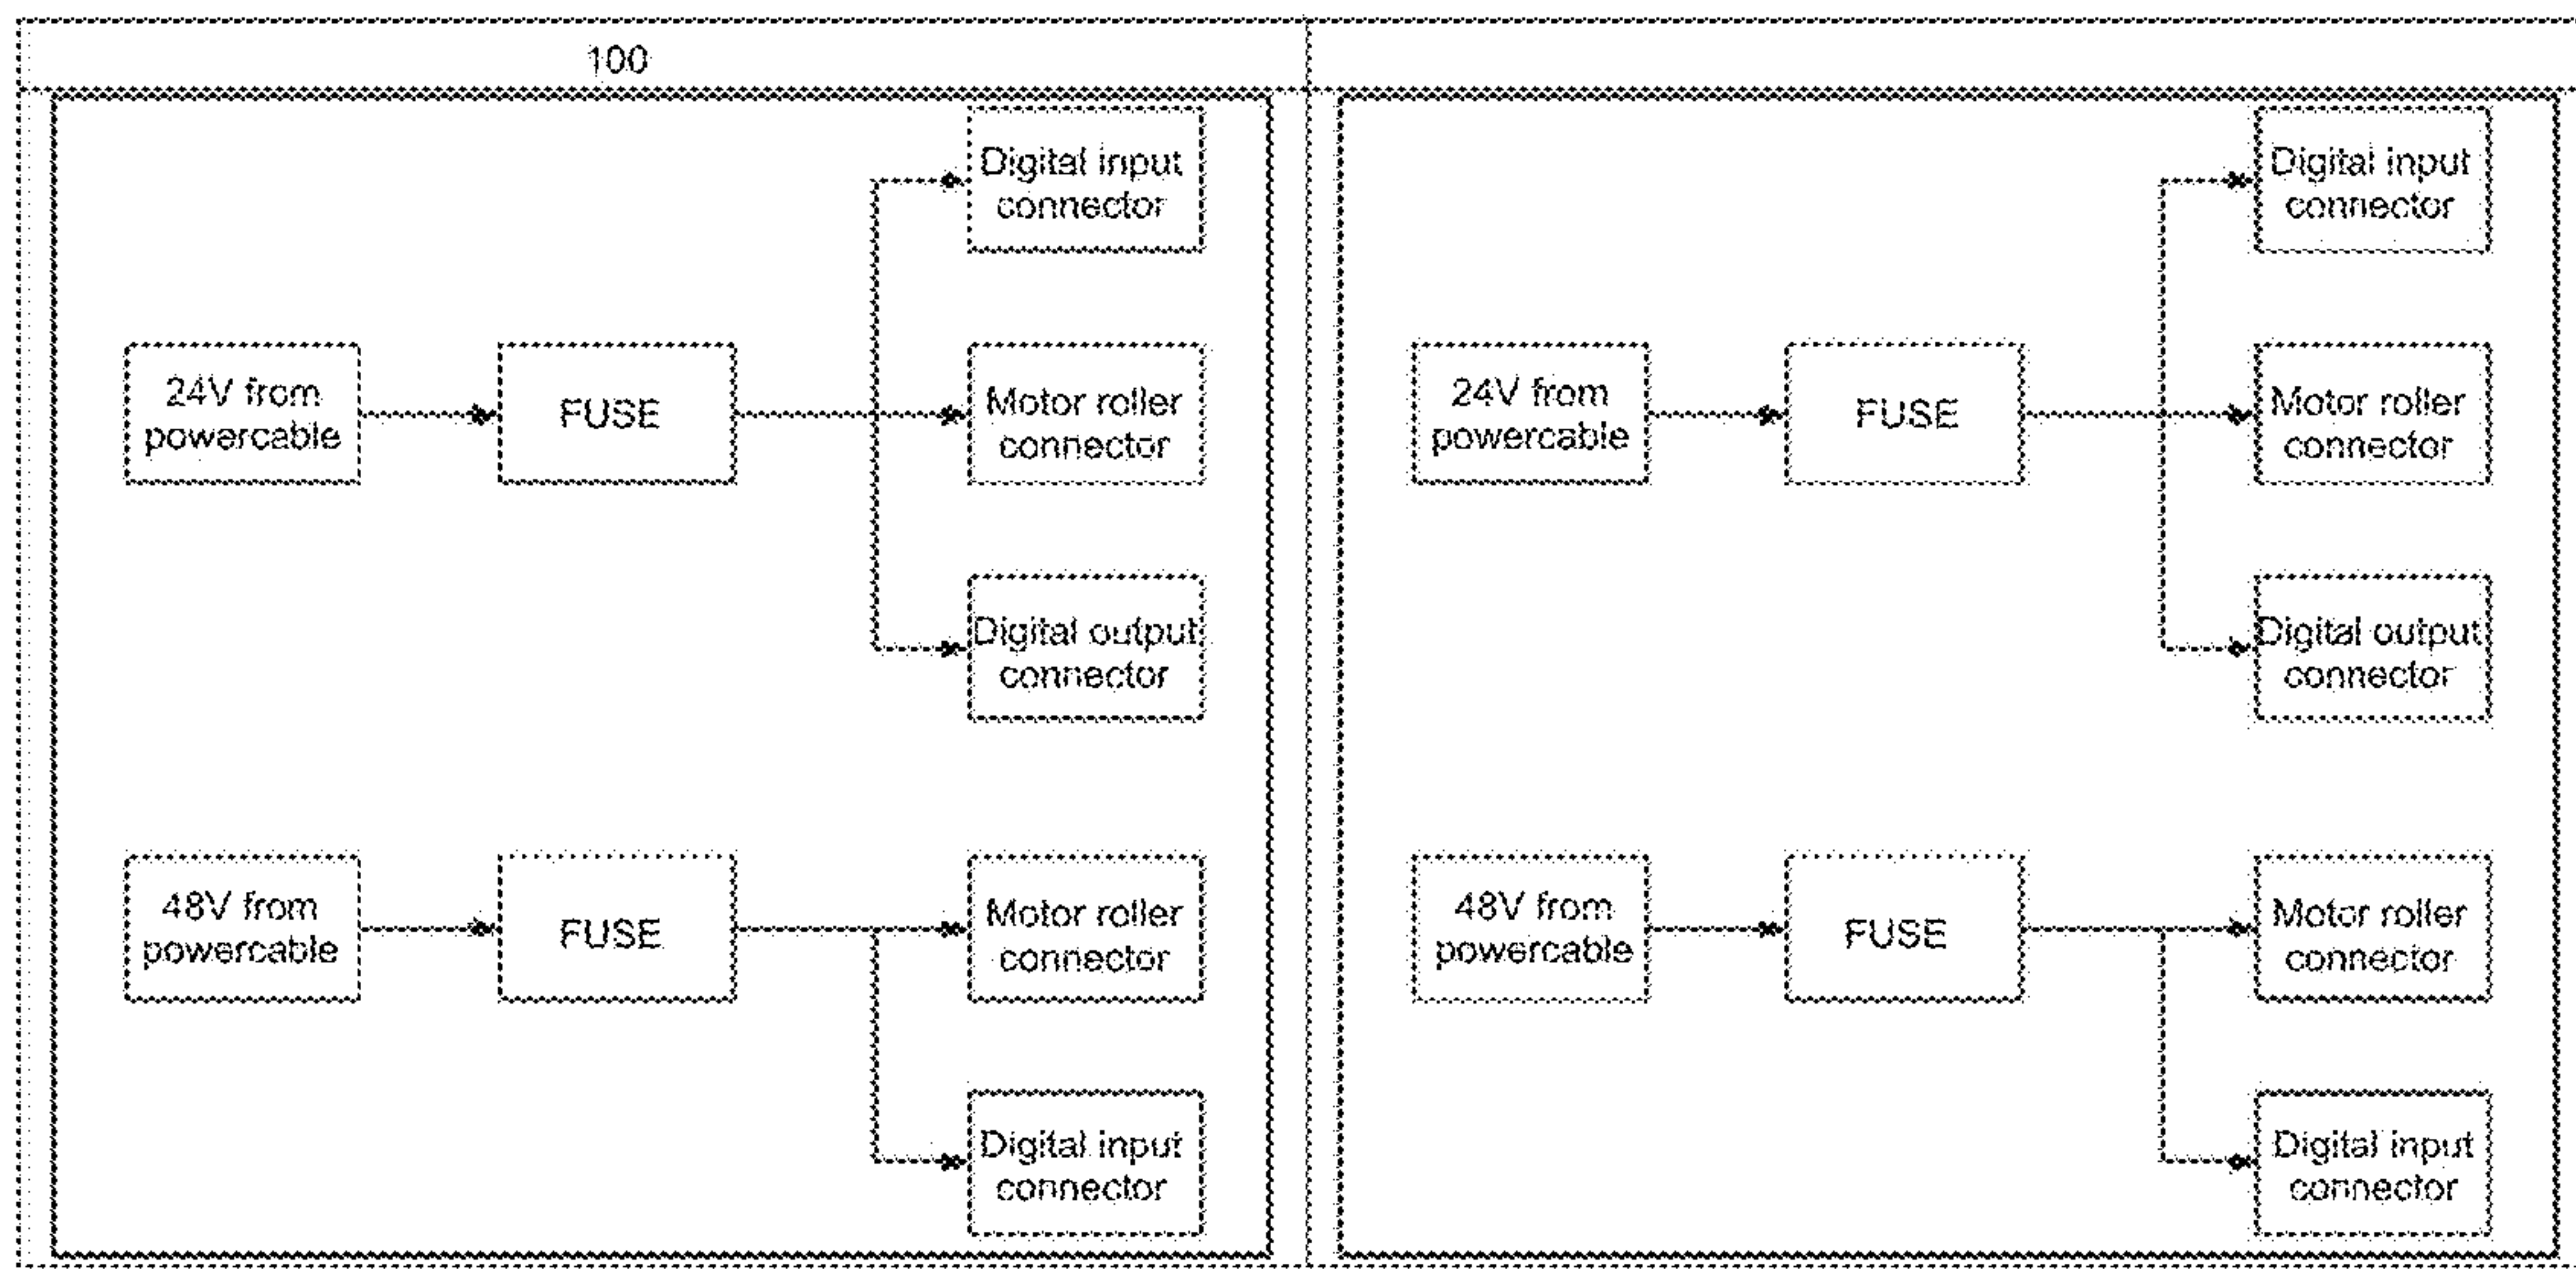 100
Digital input
connector
24V from
powercable
FUSE
Motor roller
connector
Digital output
connector
48V from
powercable
FUSE
Motor roller
connector
Digital input
connector
Digital input
connector
24V from
powercable
FUSE
Motor roller
connector
Digital output
connector
48V from
powercable
FUSE
Motor roller
connector
Digital input
connector